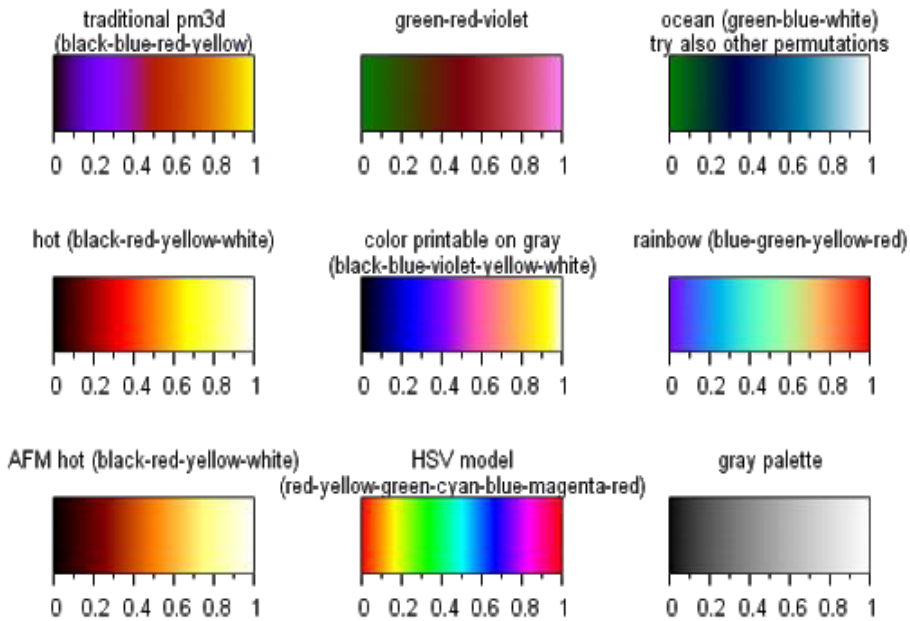 traditional pm3d
(black-blue-red-yellow)
0 0.2 0.4 0.6 0.8 1
green-red-violet
0 0.2 0.4 0.6 0.8 1
ocean (green-blue-white)
try also other permutations
0 0.2 0.4 0.6 0.8 1
hot (black-red-yellow-white)
0 0.2 0.4 0.6 0.8 1
color printable on gray
(black-blue-violet-yellow-white)
0 0.2 0.4 0.6 0.8 1
rainbow (blue-green-yellow-red)
0 0.2 0.4 0.6 0.8 1
AFM hot (black-red-yellow-white)
0 0.2 0.4 0.6 0.8 1
HSV model
(red-yellow-green-cyan-blue-magenta-red)
0 0.2 0.4 0.6 0.8 1
gray palette
0 0.2 0.4 0.6 0.8 1